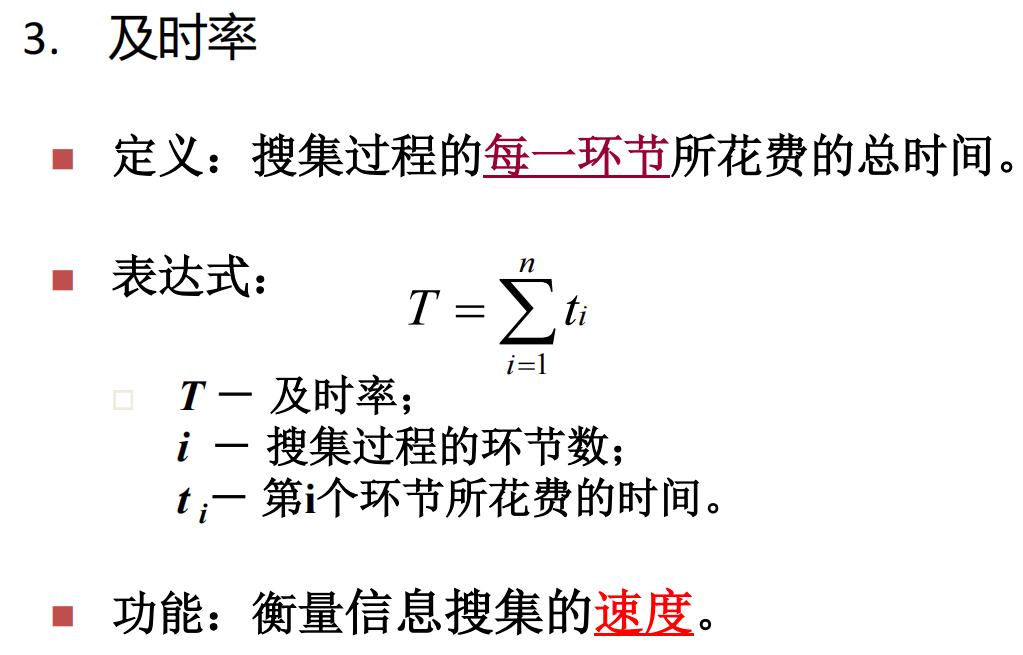 3. 及时率
■ 定义：搜集过程的每一环节所花费的总时间。
■ 表达式：
T = \sum_{i=1}^{n} t_i
□ T － 及时率；
i － 搜集过程的环节数；
t i－ 第i个环节所花费的时间。
■ 功能：衡量信息搜集的速度。